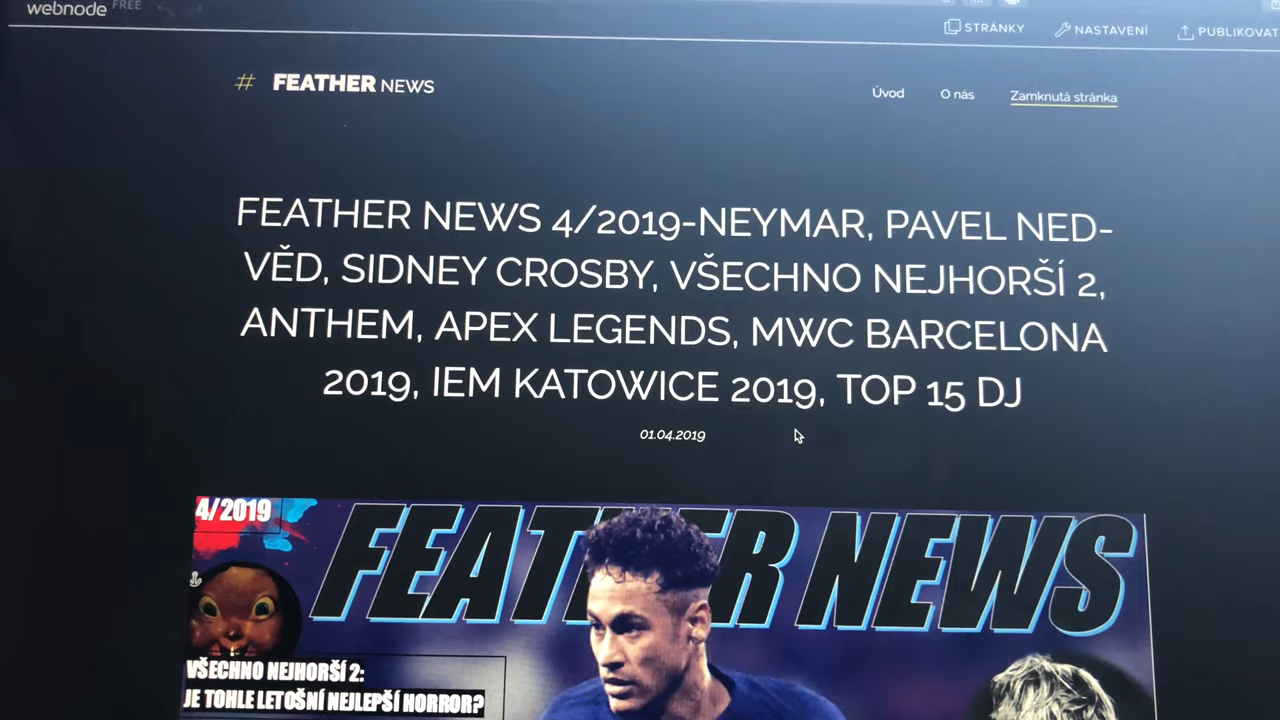 webnode FREE
STRÁNKY NASTAVENÍ PUBLIKOVAT
# FEATHER NEWS
Úvod O nás Zamknutá stránka
FEATHER NEWS 4/2019-NEYMAR, PAVEL NED-
VĚD, SIDNEY CROSBY, VŠECHNO NEJHORŠÍ 2,
ANTHEM, APEX LEGENDS, MWC BARCELONA
2019, IEM KATOWICE 2019, TOP 15 DJ
01.04.2019
4/2019
FEATHER NEWS
VŠECHNO NEJHORŠÍ 2:
JE TOHLE LETOŠNÍ NEJLEPŠÍ HORROR?